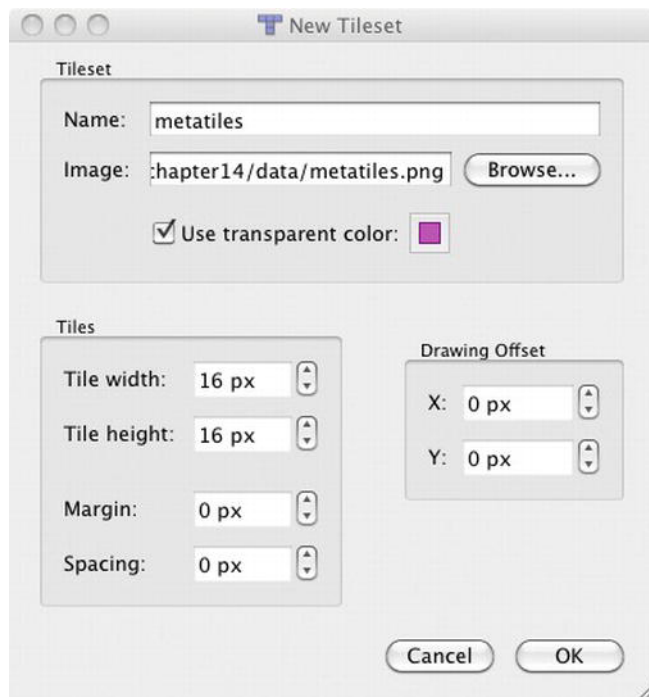 New Tileset
Tileset
Name: metatiles
Image: :hapter14/data/metatiles.png Browse...
Use transparent color:
Tiles
Tile width: 16 px
Tile height: 16 px
Margin: 0 px
Spacing: 0 px
Drawing Offset
X: 0 px
Y: 0 px
Cancel OK